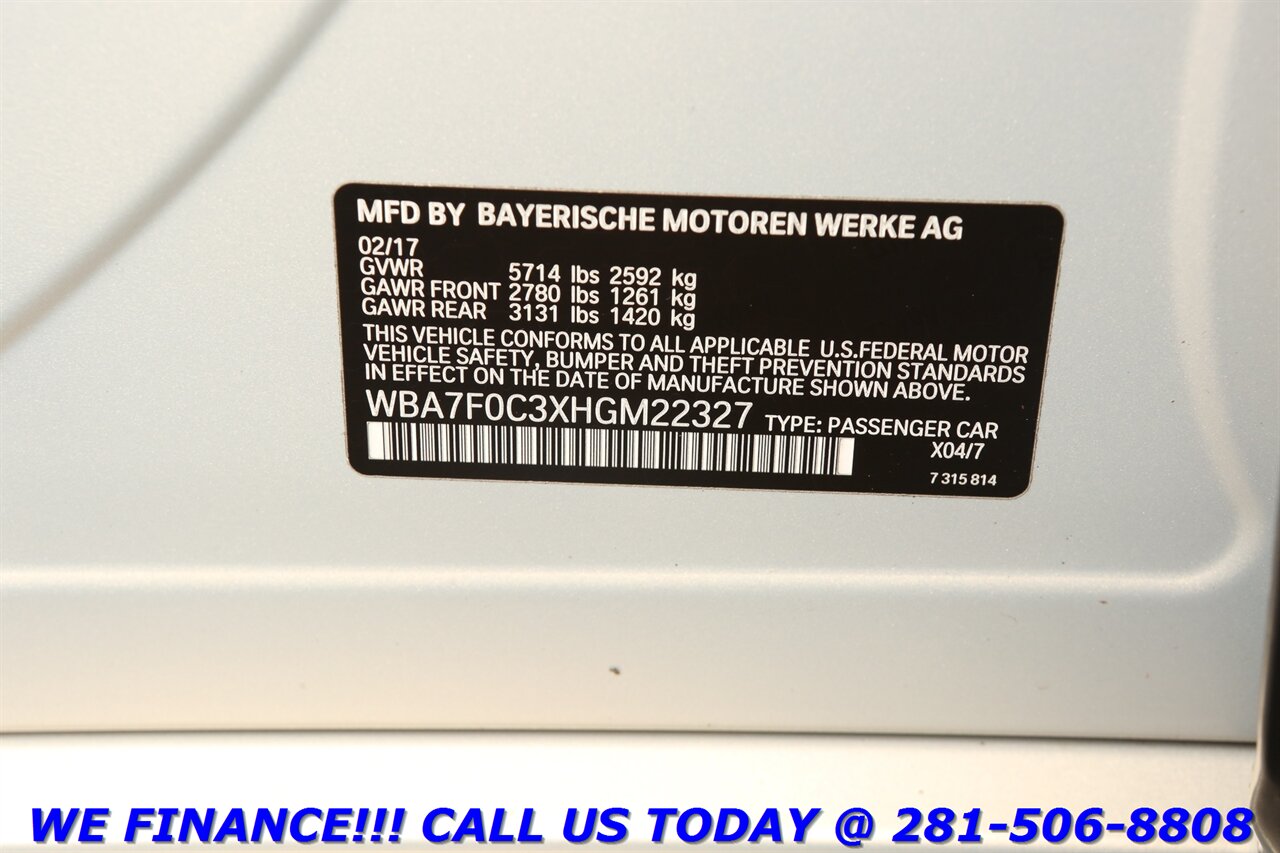 MFD BY BAYERISCHE MOTOREN WERKE AG
02/17
GVWR 5714 lbs 2592 kg
GAWR FRONT 2780 lbs 1261 kg
GAWR REAR 3131 lbs 1420 kg
THIS VEHICLE CONFORMS TO ALL APPLICABLE U.S.FEDERAL MOTOR
VEHICLE SAFETY, BUMPER AND THEFT PREVENTION STANDARDS
IN EFFECT ON THE DATE OF MANUFACTURE SHOWN ABOVE.
WBA7F0C3XHGM22327 TYPE: PASSENGER CAR
X04/7
7 315 814
WE FINANCE!!! CALL US TODAY @ 281-506-8808